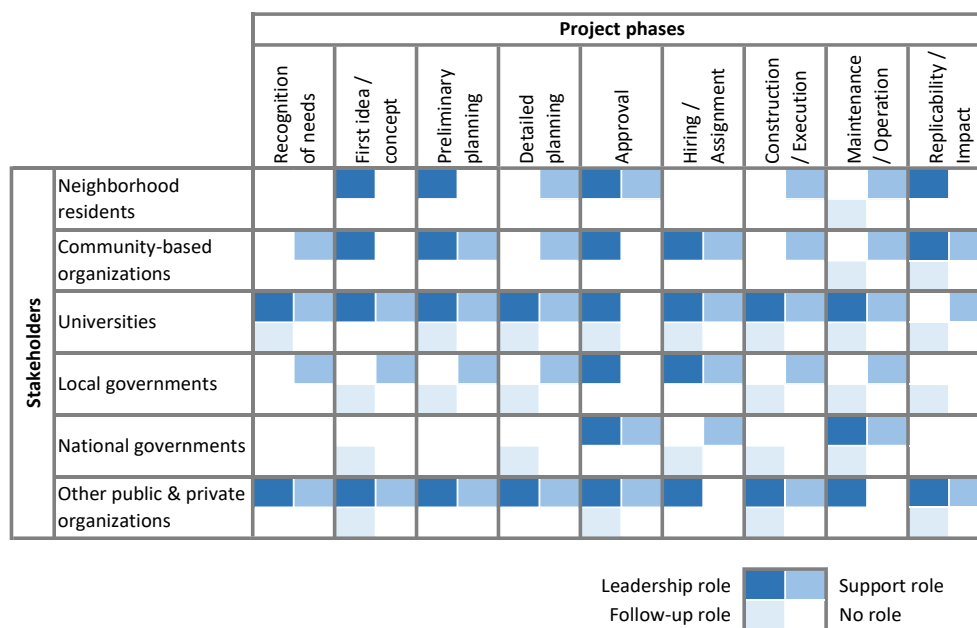 Project phases
Recognition
of needs
First idea /
concept
Preliminary
planning
Detailed
planning
Approval
Hiring /
Assignment
Construction
/ Execution
Maintenance
/ Operation
Replicability /
Impact
Stakeholders
Neighborhood
residents
Community-based
organizations
Universities
Local governments
National governments
Other public & private
organizations
Leadership role
Support role
Follow-up role
No role